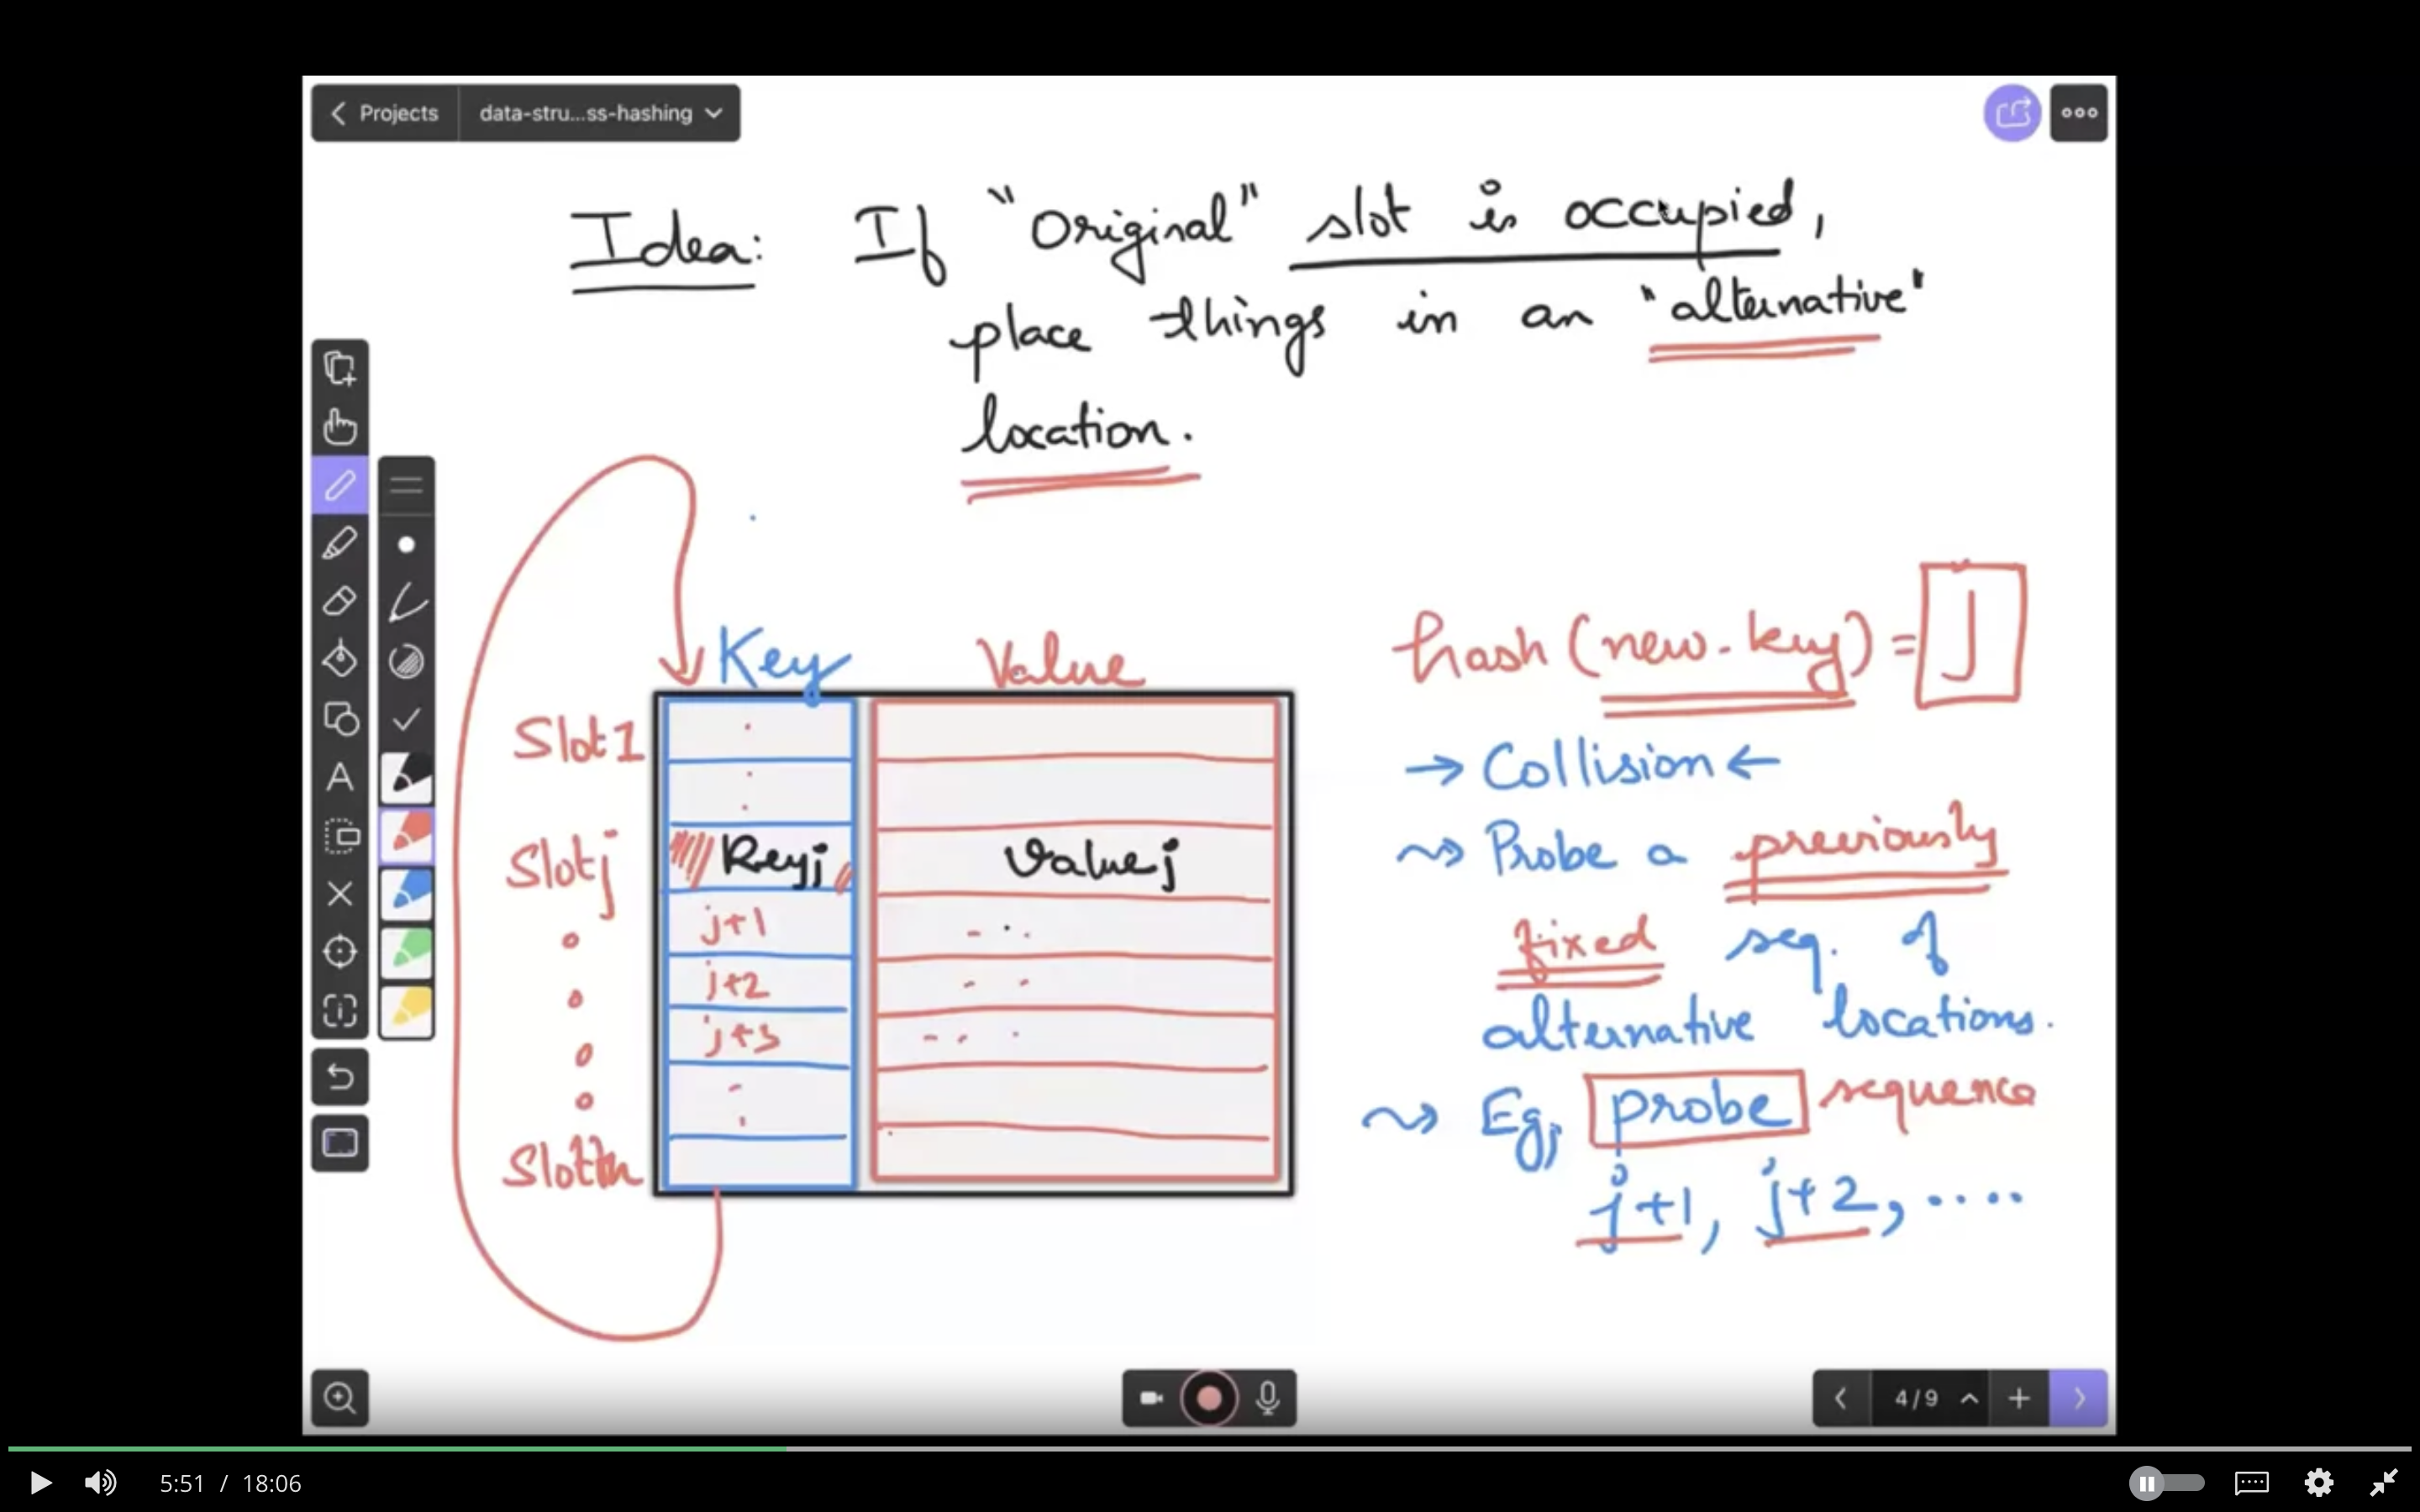 Projects data-stru...ss-hashing
Idea: If "Original" slot is occupied,
place things in an "alternative"
location.
Key Value
Slot 1
Slot j Keyj Valuej
j+1
j+2
j+3
Slot m
hash (new-key) = j
→ Collision ←
Probe a previously
fixed seq. of
alternative locations.
Eg, probe sequence
j+1, j+2, ....
4/9
5:51 / 18:06